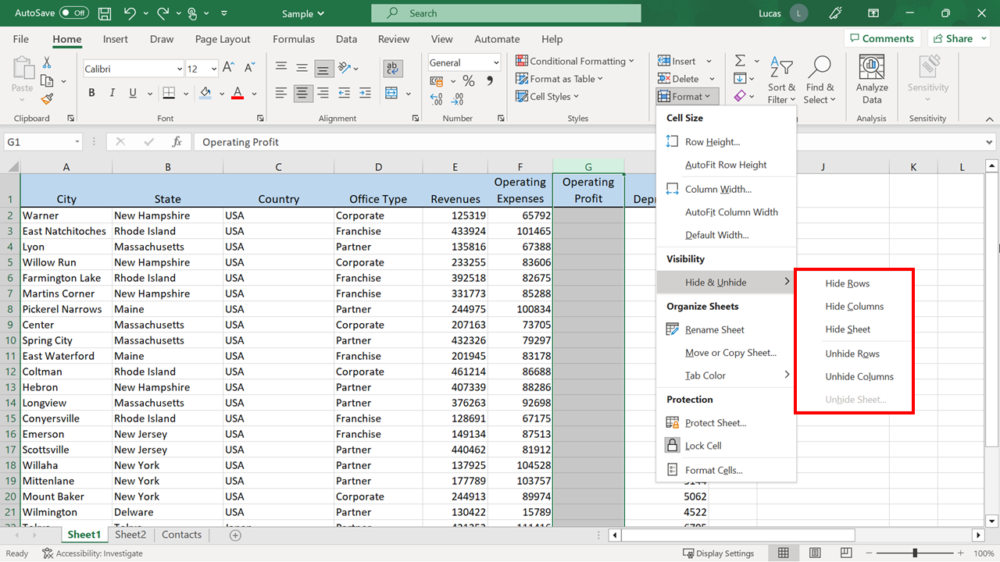 AutoSave Off Sample Search Lucas L
File Home Insert Draw Page Layout Formulas Data Review View Automate Help Comments Share
Paste
Clipboard
Calibri 12
B I U A
Font
ab
Alignment
General
% 9
Number
Conditional Formatting
Format as Table
Cell Styles
Styles
Insert
Delete
Format
Sort & Filter
Find & Select
Analyze Data
Analysis
Sensitivity
Sensitivity
G1 fx Operating Profit
A B C D E F G J K L
1 City State Country Office Type Revenues Operating Expenses Operating Profit
2 Warner New Hampshire USA Corporate 125319 65792
3 East Natchitoches Rhode Island USA Franchise 433924 101465
4 Lyon Massachusetts USA Partner 135816 67388
5 Willow Run New Hampshire USA Corporate 233255 83606
6 Farmington Lake Rhode Island USA Franchise 392518 82675
7 Martins Corner New Hampshire USA Franchise 331773 85288
8 Pickerel Narrows Maine USA Partner 244975 100834
9 Center Massachusetts USA Corporate 207163 73705
10 Spring City Massachusetts USA Partner 432326 79297
11 East Waterford Maine USA Franchise 201945 83178
12 Coltman Rhode Island USA Corporate 461214 86688
13 Hebron New Hampshire USA Partner 407339 88286
14 Longview Massachusetts USA Partner 376263 92698
15 Conyersville Rhode Island USA Franchise 128691 67175
16 Emerson New Jersey USA Franchise 149134 87513
17 Scottsville New Jersey USA Partner 440462 81912
18 Willaha New York USA Partner 137925 104528
19 Mittenlane New York USA Partner 177789 103757
20 Mount Baker New York USA Corporate 244913 89974 5062
21 Wilmington Delware USA Partner 130422 15789 4522
Cell Size
Row Height...
AutoFit Row Height
Column Width...
AutoFit Column Width
Default Width...
Visibility
Hide & Unhide
Organize Sheets
Rename Sheet
Move or Copy Sheet...
Tab Color
Protection
Protect Sheet...
Lock Cell
Format Cells...
Hide Rows
Hide Columns
Hide Sheet
Unhide Rows
Unhide Columns
Unhide Sheet...
Sheet1 Sheet2 Contacts
Ready Accessibility: Investigate Display Settings 100%